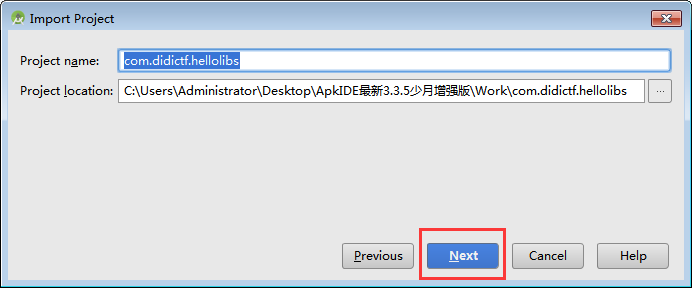 Import Project
Project name: com.didictf.hellolibs
Project location: C:\Users\Administrator\Desktop\ApkIDE最新3.3.5少月增强版\Work\com.didictf.hellolibs ...
Previous Next Cancel Help